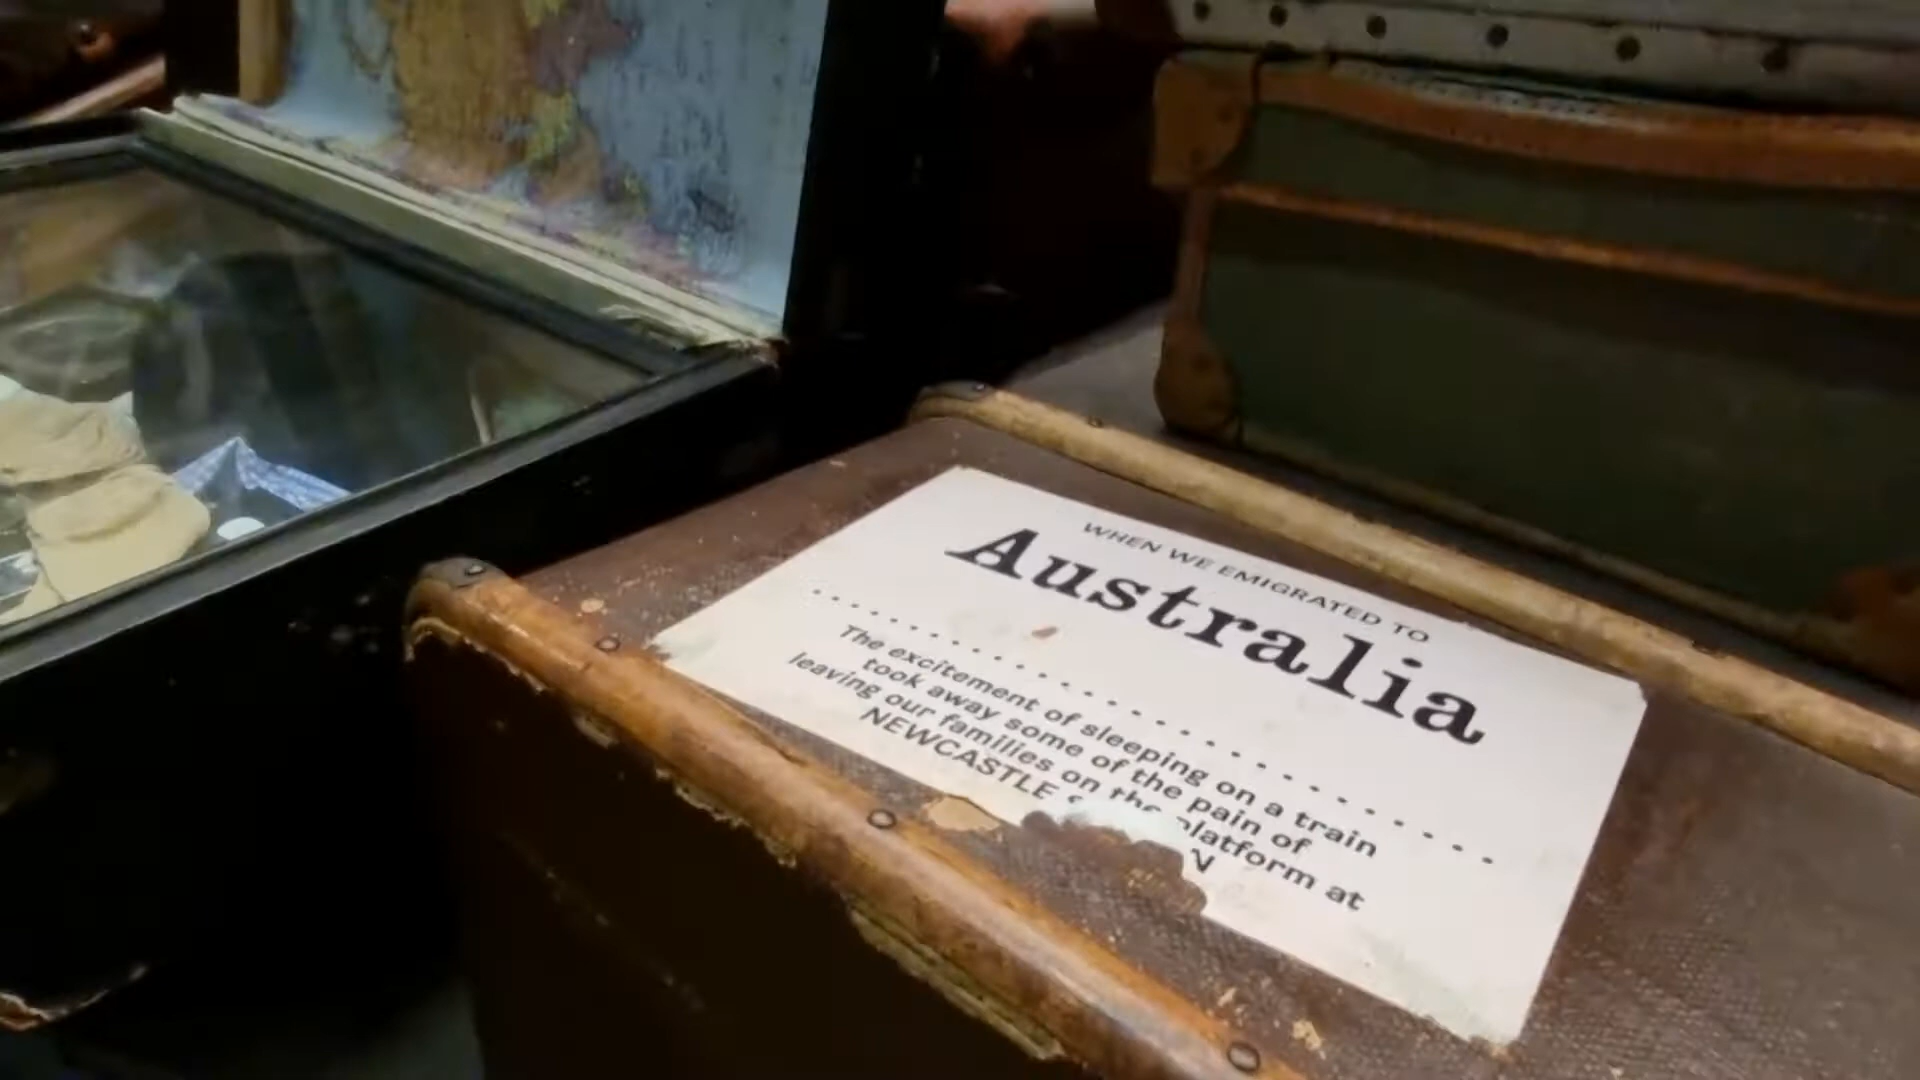 WHEN WE EMIGRATED TO
Australia
The excitement of sleeping on a train
took away some of the pain of
leaving our families on the platform at
NEWCASTLE